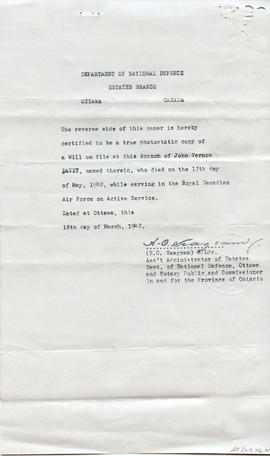 DEPARTMENT OF NATIONAL DEFENCE
ESTATES BRANCH
OTTAWA CANADA
The reverse side of this paper is hereby
certified to be a true photostatic copy of
a Will on file at this Branch of John Vernon
DAVEY, named therein, who died on the 17th day
of May, 1942, while serving in the Royal Canadian
Air Force on Active Service.
Dated at Ottawa, this
18th day of March, 1942.
H.O. Seagram
(H.O. Seagram) S/Ldr.
Ass't Administrator of Estates
Dept. of National Defence, Ottawa
and Notary Public and Commissioner
in and for the Province of Ontario